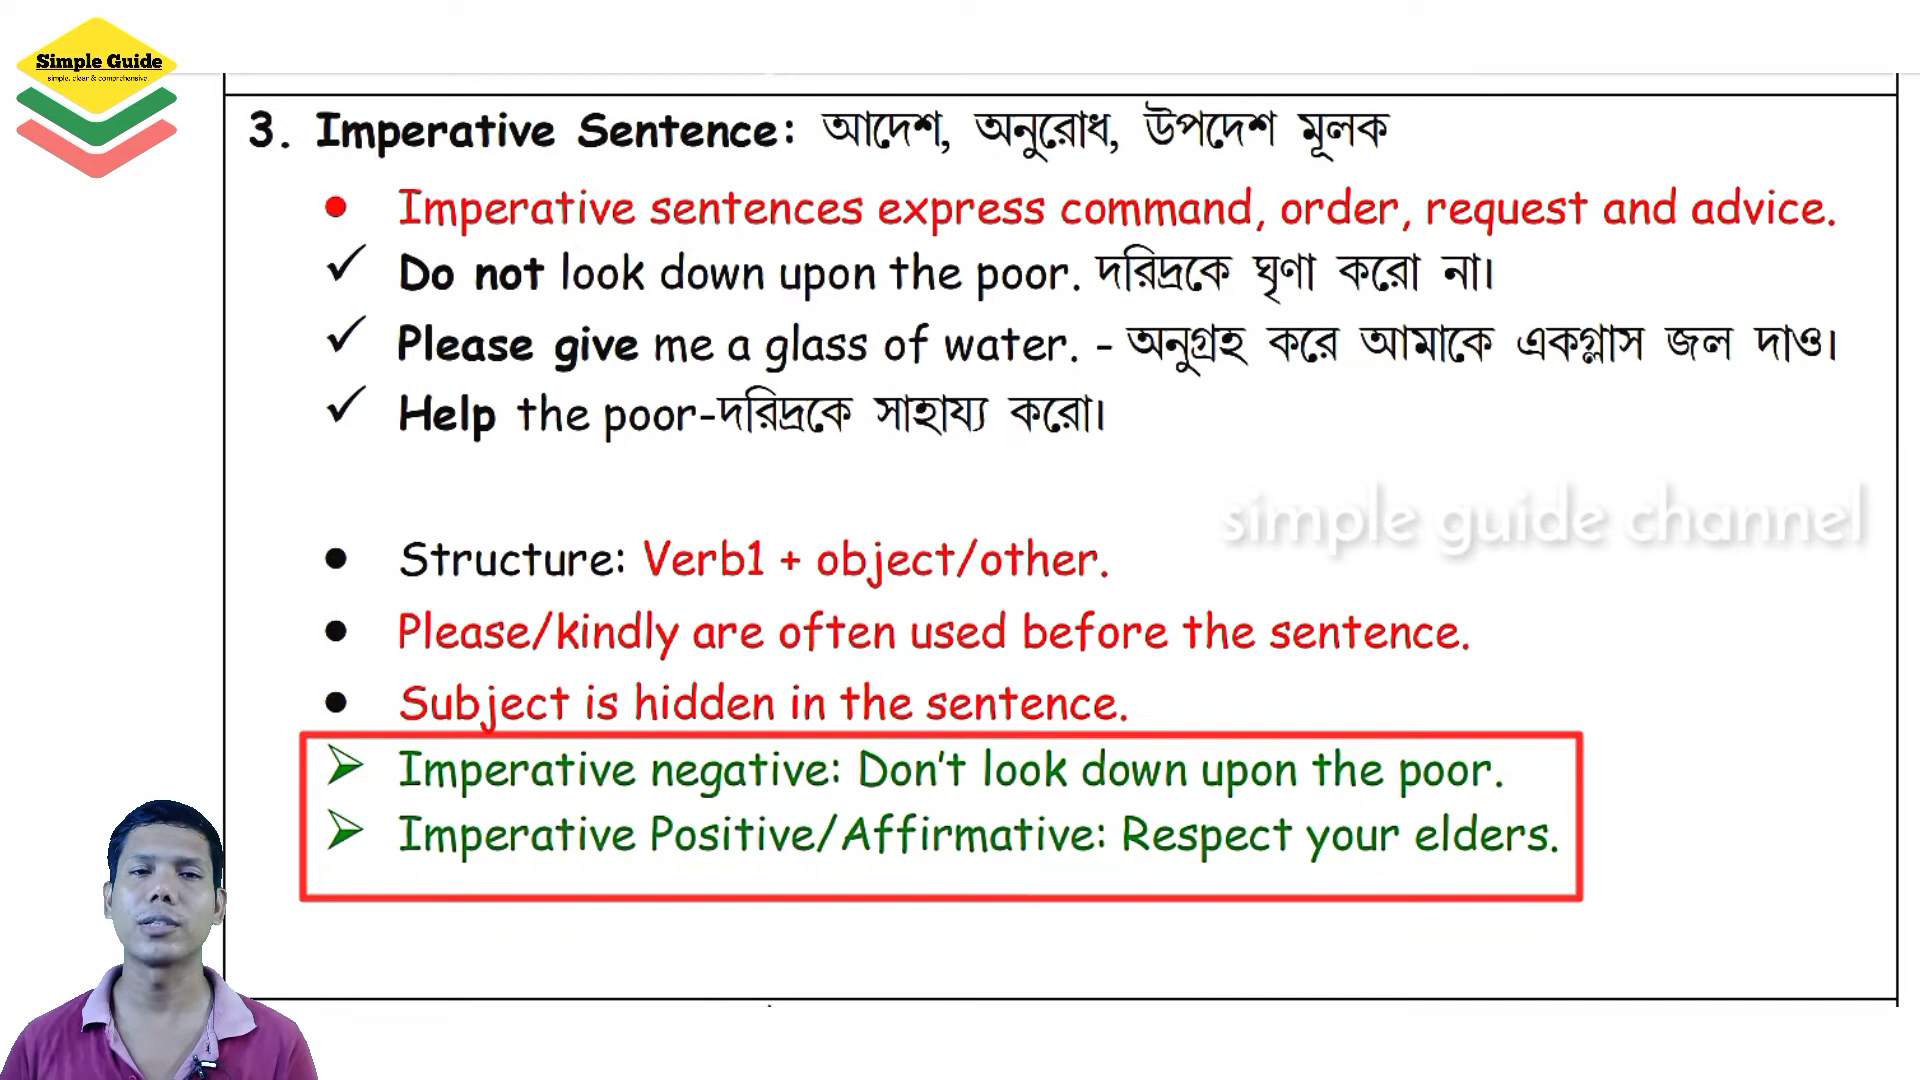 Simple Guide
simple, clear & comprehensive
3. Imperative Sentence: আদেশ, অনুরোধ, উপদেশ মূলক
• Imperative sentences express command, order, request and advice.
✓ Do not look down upon the poor. দরিদ্রকে ঘৃণা করো না।
✓ Please give me a glass of water. - অনুগ্রহ করে আমাকে একগ্লাস জল দাও।
✓ Help the poor-দরিদ্রকে সাহায্য করো।
simple guide channel
• Structure: Verb1 + object/other.
• Please/kindly are often used before the sentence.
• Subject is hidden in the sentence.
➢ Imperative negative: Don't look down upon the poor.
➢ Imperative Positive/Affirmative: Respect your elders.